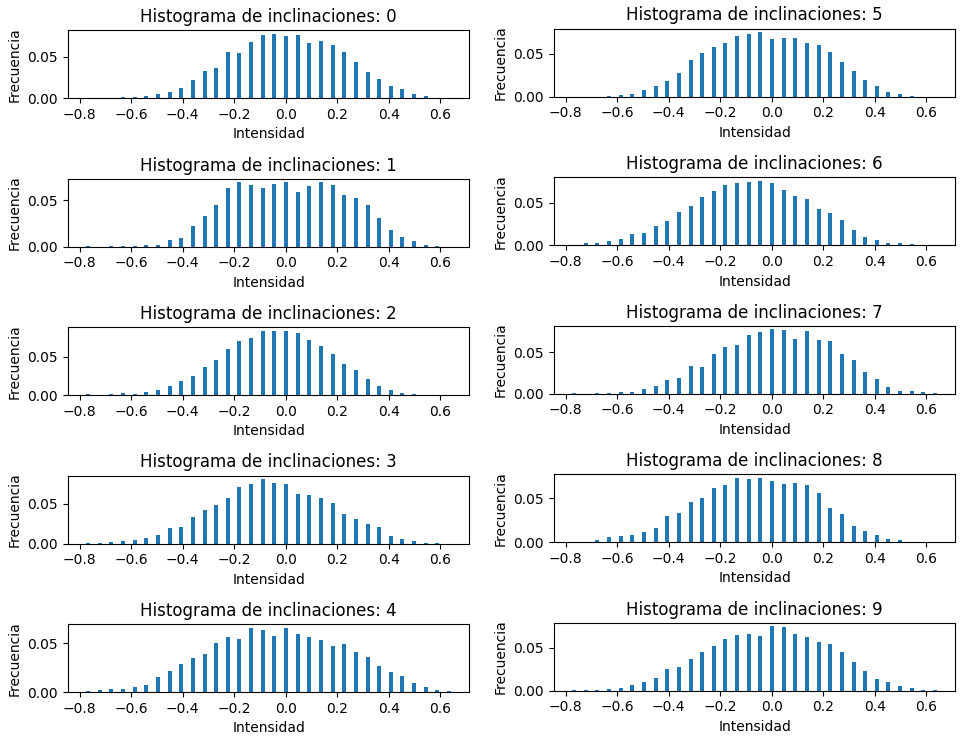 Histograma de inclinaciones: 0
Frecuencia
0.05
0.00
−0.8 −0.6 −0.4 −0.2 0.0 0.2 0.4 0.6
Intensidad
Histograma de inclinaciones: 1
Frecuencia
0.05
0.00
−0.8 −0.6 −0.4 −0.2 0.0 0.2 0.4 0.6
Intensidad
Histograma de inclinaciones: 2
Frecuencia
0.05
0.00
−0.8 −0.6 −0.4 −0.2 0.0 0.2 0.4 0.6
Intensidad
Histograma de inclinaciones: 3
Frecuencia
0.05
0.00
−0.8 −0.6 −0.4 −0.2 0.0 0.2 0.4 0.6
Intensidad
Histograma de inclinaciones: 4
Frecuencia
0.05
0.00
−0.8 −0.6 −0.4 −0.2 0.0 0.2 0.4 0.6
Intensidad
Histograma de inclinaciones: 5
Frecuencia
0.05
0.00
−0.8 −0.6 −0.4 −0.2 0.0 0.2 0.4 0.6
Intensidad
Histograma de inclinaciones: 6
Frecuencia
0.05
0.00
−0.8 −0.6 −0.4 −0.2 0.0 0.2 0.4 0.6
Intensidad
Histograma de inclinaciones: 7
Frecuencia
0.05
0.00
−0.8 −0.6 −0.4 −0.2 0.0 0.2 0.4 0.6
Intensidad
Histograma de inclinaciones: 8
Frecuencia
0.05
0.00
−0.8 −0.6 −0.4 −0.2 0.0 0.2 0.4 0.6
Intensidad
Histograma de inclinaciones: 9
Frecuencia
0.05
0.00
−0.8 −0.6 −0.4 −0.2 0.0 0.2 0.4 0.6
Intensidad